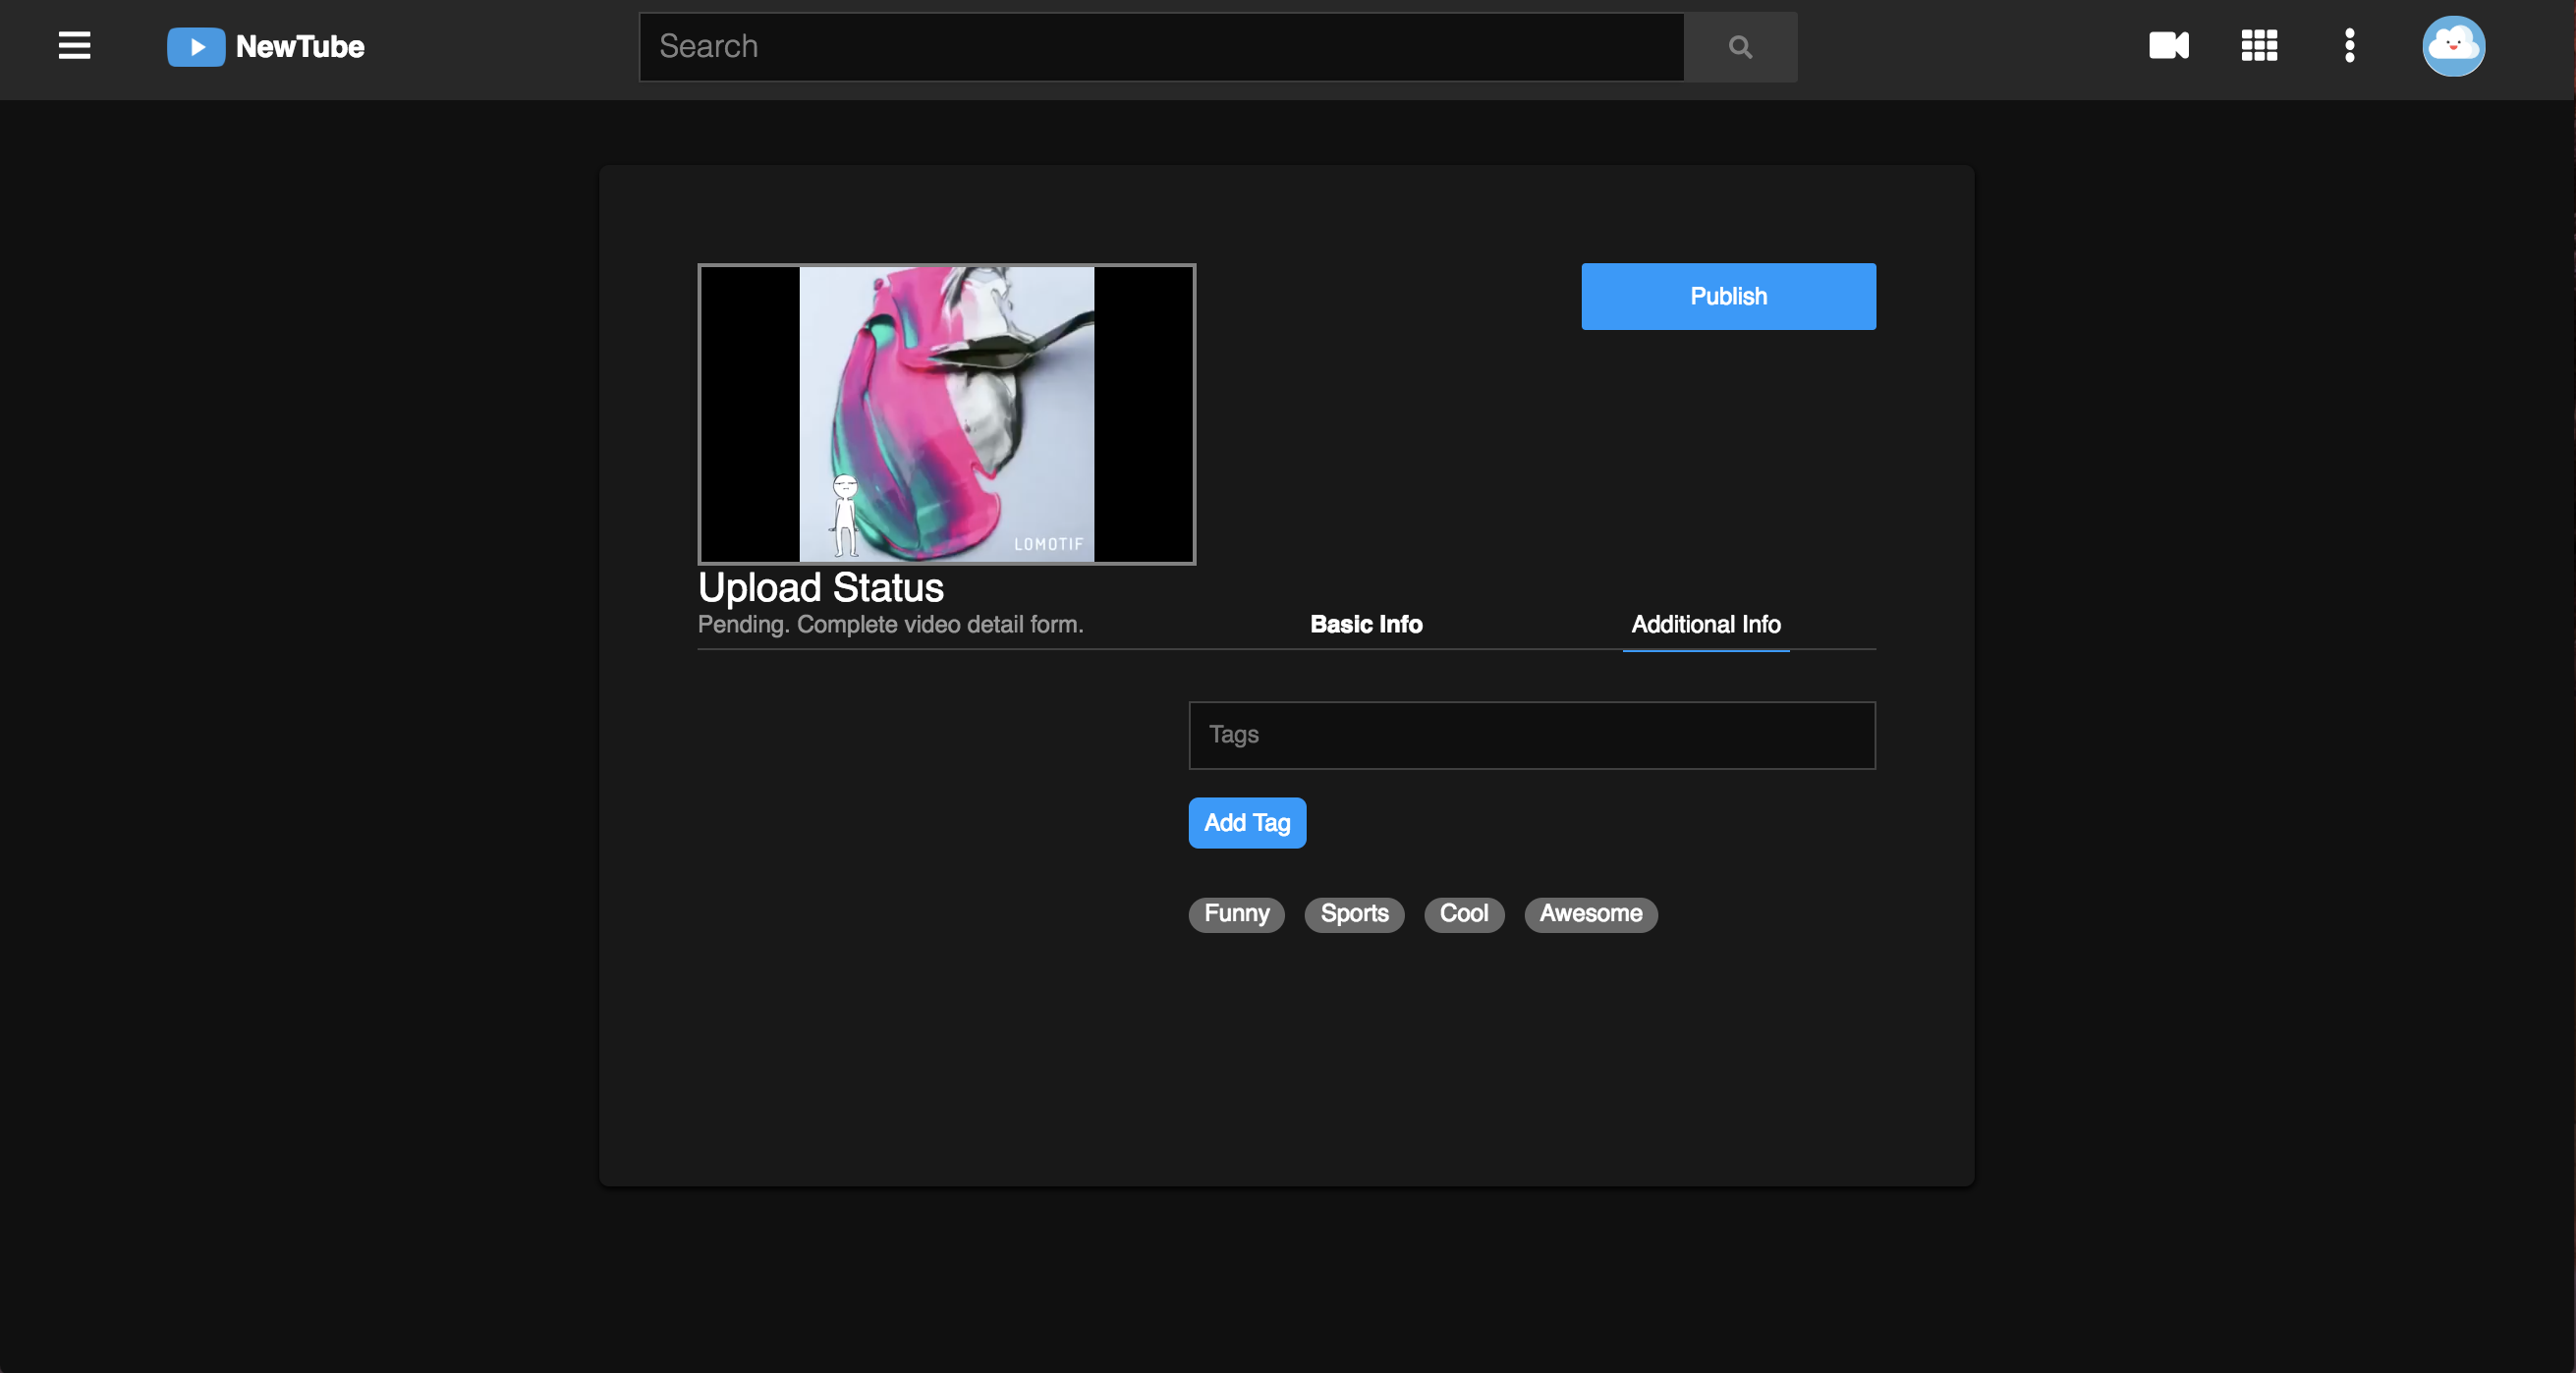 NewTube
Search
Publish
LOMOTIF
Upload Status
Pending. Complete video detail form.
Basic Info
Additional Info
Tags
Add Tag
Funny Sports Cool Awesome